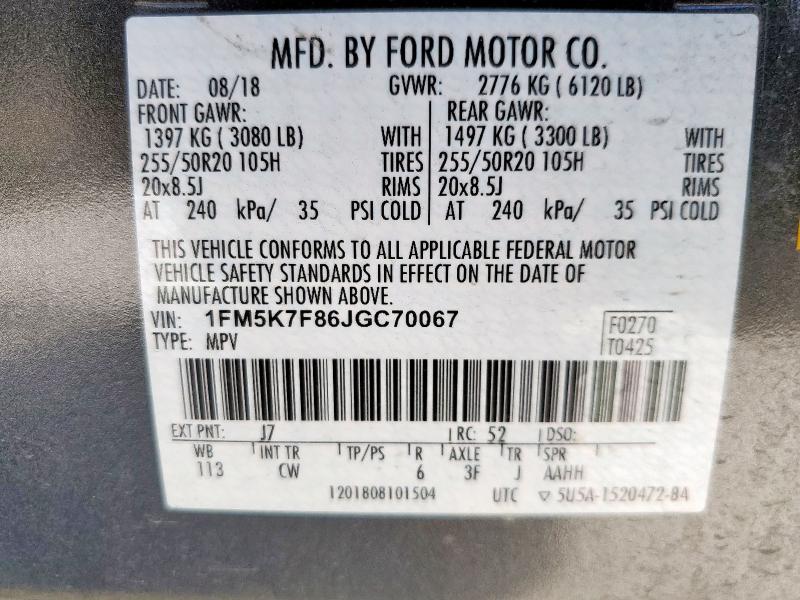 MFD. BY FORD MOTOR CO.
DATE: 08/18 GVWR: 2776 KG ( 6120 LB)
FRONT GAWR: REAR GAWR:
1397 KG ( 3080 LB) WITH 1497 KG ( 3300 LB) WITH
255/50R20 105H TIRES 255/50R20 105H TIRES
20x8.5J RIMS 20x8.5J RIMS
AT 240 kPa/ 35 PSI COLD AT 240 kPa/ 35 PSI COLD
THIS VEHICLE CONFORMS TO ALL APPLICABLE FEDERAL MOTOR
VEHICLE SAFETY STANDARDS IN EFFECT ON THE DATE OF
MANUFACTURE SHOWN ABOVE.
VIN: 1FM5K7F86JGC70067 F0270
TYPE: MPV T0425
EXT PNT: J7 RC: 52 DSO:
WB INT TR TP/PS R AXLE TR SPR
113 CW 6 3F J AAHH
1201808101504 UTC ▽ 5U5A-1520472-BA